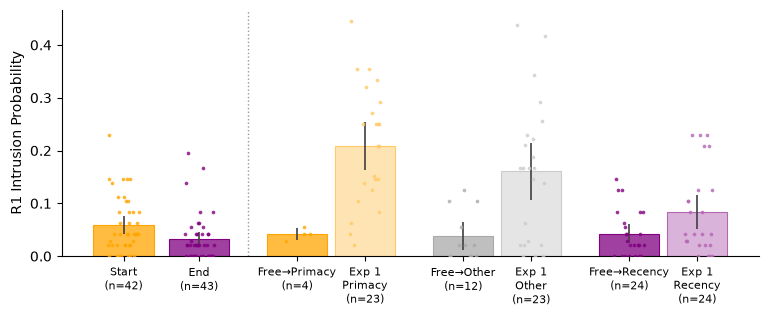 R1 Intrusion Probability
0.4
0.3
0.2
0.1
0.0
Start
(n=42)
End
(n=43)
Free→Primacy
(n=4)
Exp 1
Primacy
(n=23)
Free→Other
(n=12)
Exp 1
Other
(n=23)
Free→Recency
(n=24)
Exp 1
Recency
(n=24)